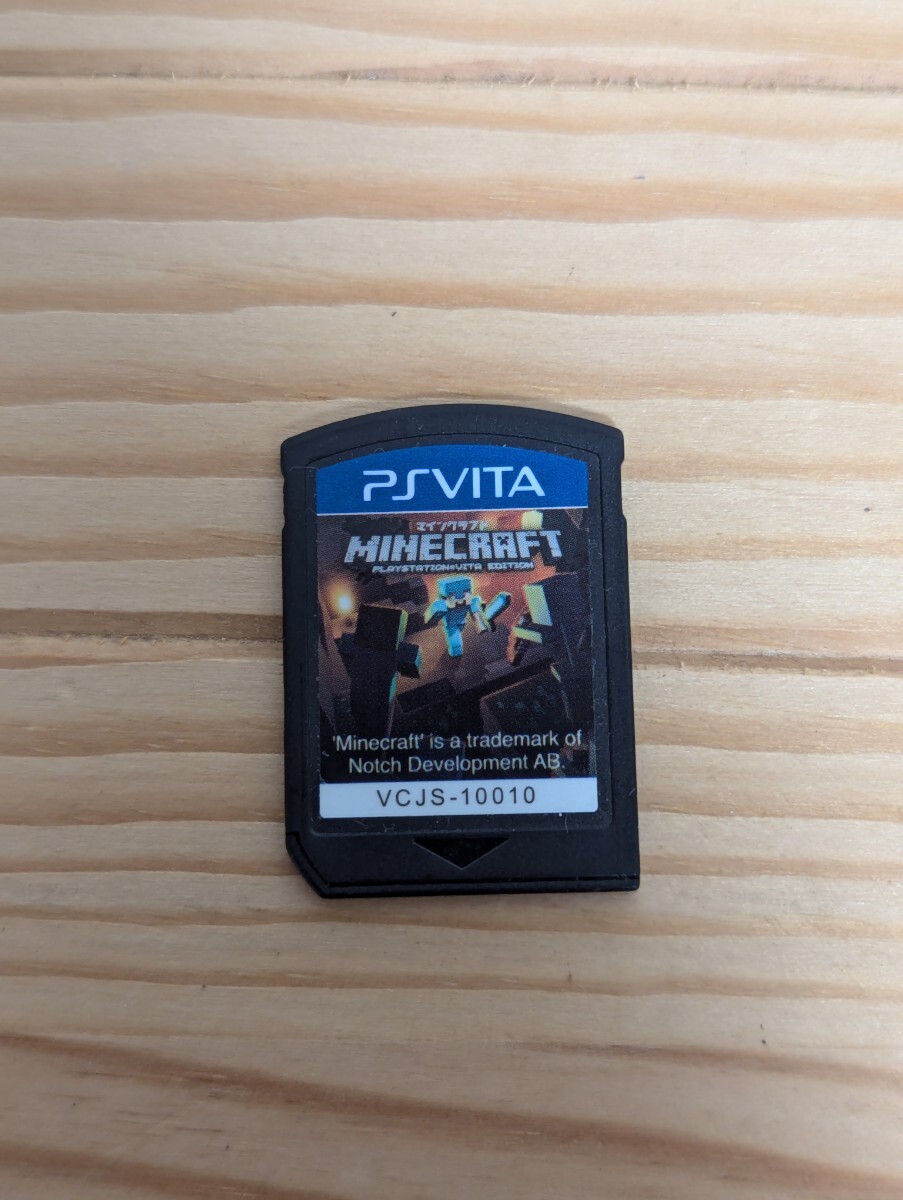 PSVITA
マインクラフト
MINECRAFT
PLAYSTATION®VITA EDITION
'Minecraft' is a trademark of
Notch Development AB.
VCJS-10010